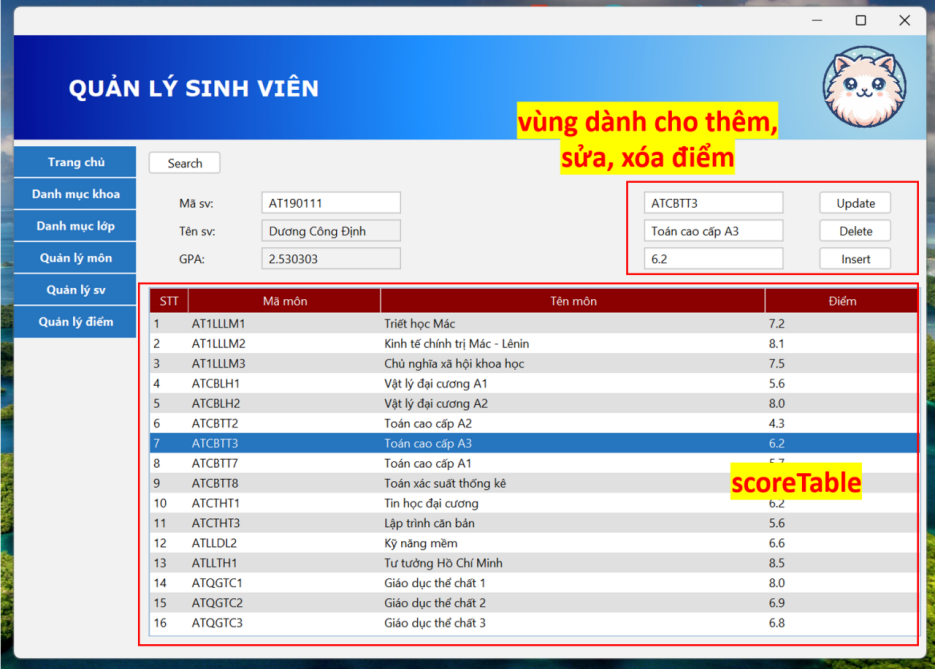 QUẢN LÝ SINH VIÊN
vùng dành cho thêm,
sửa, xóa điểm
Trang chủ
Danh mục khoa
Danh mục lớp
Quản lý môn
Quản lý sv
Quản lý điểm
Search
Mã sv: AT190111
Tên sv: Dương Công Định
GPA: 2.530303
ATCBTT3 Update
Toán cao cấp A3 Delete
6.2 Insert
STT Mã môn Tên môn Điểm
1 AT1LLLM1 Triết học Mác 7.2
2 AT1LLLM2 Kinh tế chính trị Mác - Lênin 8.1
3 AT1LLLM3 Chủ nghĩa xã hội khoa học 7.5
4 ATCBLH1 Vật lý đại cương A1 5.6
5 ATCBLH2 Vật lý đại cương A2 8.0
6 ATCBTT2 Toán cao cấp A2 4.3
7 ATCBTT3 Toán cao cấp A3 6.2
8 ATCBTT7 Toán cao cấp A1
9 ATCBTT8 Toán xác suất thống kê
scoreTable
10 ATCTHT1 Tin học đại cương 6.2
11 ATCTHT3 Lập trình căn bản 5.6
12 ATLLDL2 Kỹ năng mềm 6.6
13 ATLLTH1 Tư tưởng Hồ Chí Minh 8.5
14 ATQGTC1 Giáo dục thể chất 1 8.0
15 ATQGTC2 Giáo dục thể chất 2 6.9
16 ATQGTC3 Giáo dục thể chất 3 6.8